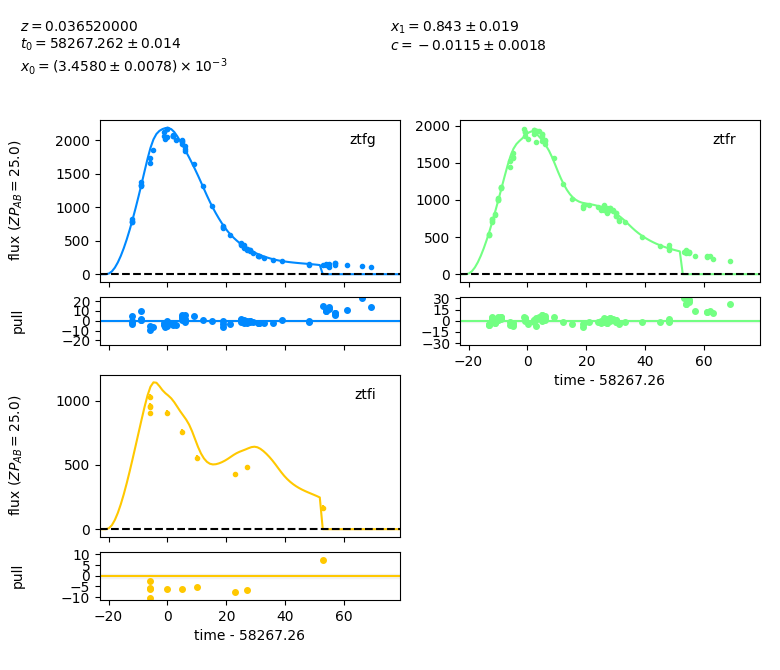 z = 0.036520000
t₀ = 58267.262 ± 0.014
x₀ = (3.4580 ± 0.0078) × 10⁻³
x₁ = 0.843 ± 0.019
c = −0.0115 ± 0.0018
ztfg
flux (ZP_AB = 25.0)
2000
1500
1000
500
0
ztfr
2000
1500
1000
500
0
pull
20
10
0
−10
−20
30
15
0
−15
−30
−20 0 20 40 60
time - 58267.26
ztfi
flux (ZP_AB = 25.0)
1000
500
0
pull
10
5
0
−5
−10
−20 0 20 40 60
time - 58267.26